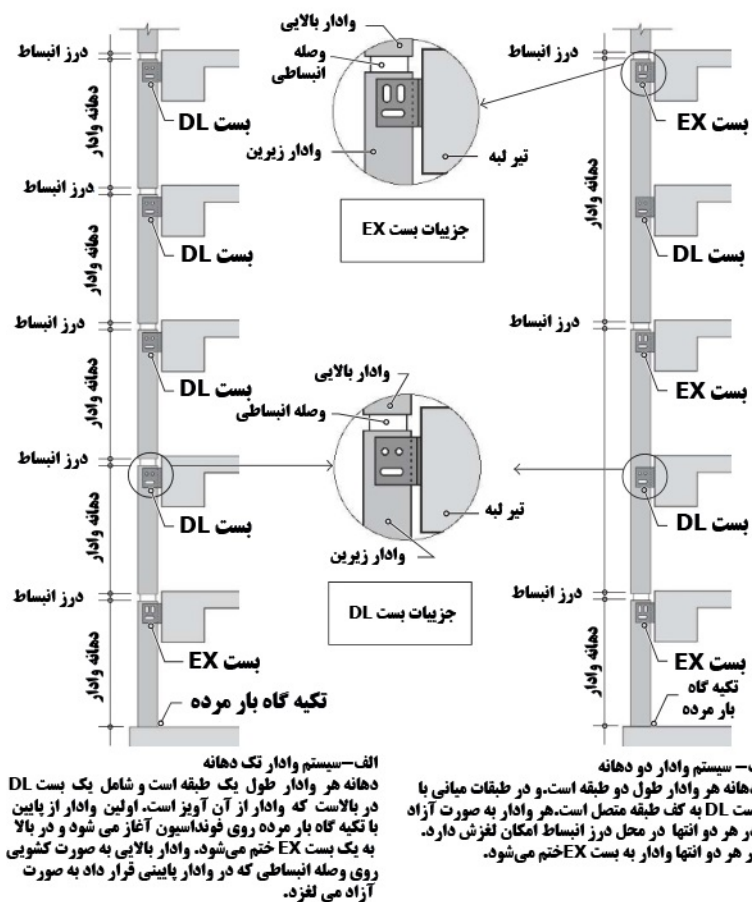 وادار بالایی
وصله
انبساطی
وادار زیرین
تیر لبه
جزییات بست EX
درز انبساط
بست DL
دهانه وادار
درز انبساط
بست DL
دهانه وادار
درز انبساط
بست DL
دهانه وادار
درز انبساط
بست DL
دهانه وادار
درز انبساط
بست EX
دهانه وادار
تکیه گاه بار مرده
وادار بالایی
وصله انبساطی
تیر لبه
وادار زیرین
جزییات بست DL
درز انبساط
بست EX
دهانه وادار
بست DL
درز انبساط
بست EX
بست DL
درز انبساط
بست EX
دهانه وادار
تکیه گاه
بار مرده
الف–سیستم وادار تک دهانه
دهانه هر وادار طول یک طبقه است و شامل یک بست DL
در بالاست که وادار از آن آویز است. اولین وادار از پایین
با تکیه گاه بار مرده روی فونداسیون آغاز می شود و در بالا
به یک بست EX ختم می‌شود. وادار بالایی به صورت کشویی
روی وصله انبساطی که در وادار پایینی قرار داد به صورت
آزاد می لغزد.
– سیستم وادار دو دهانه
هر وادار طول دو طبقه است.و در طبقات میانی با
DL به کف طبقه متصل است.هر وادار به صورت آزاد
هر دو انتها در محل درز انبساط امکان لغزش دارد.
هر دو انتها وادار به بست EXختم می‌شود.